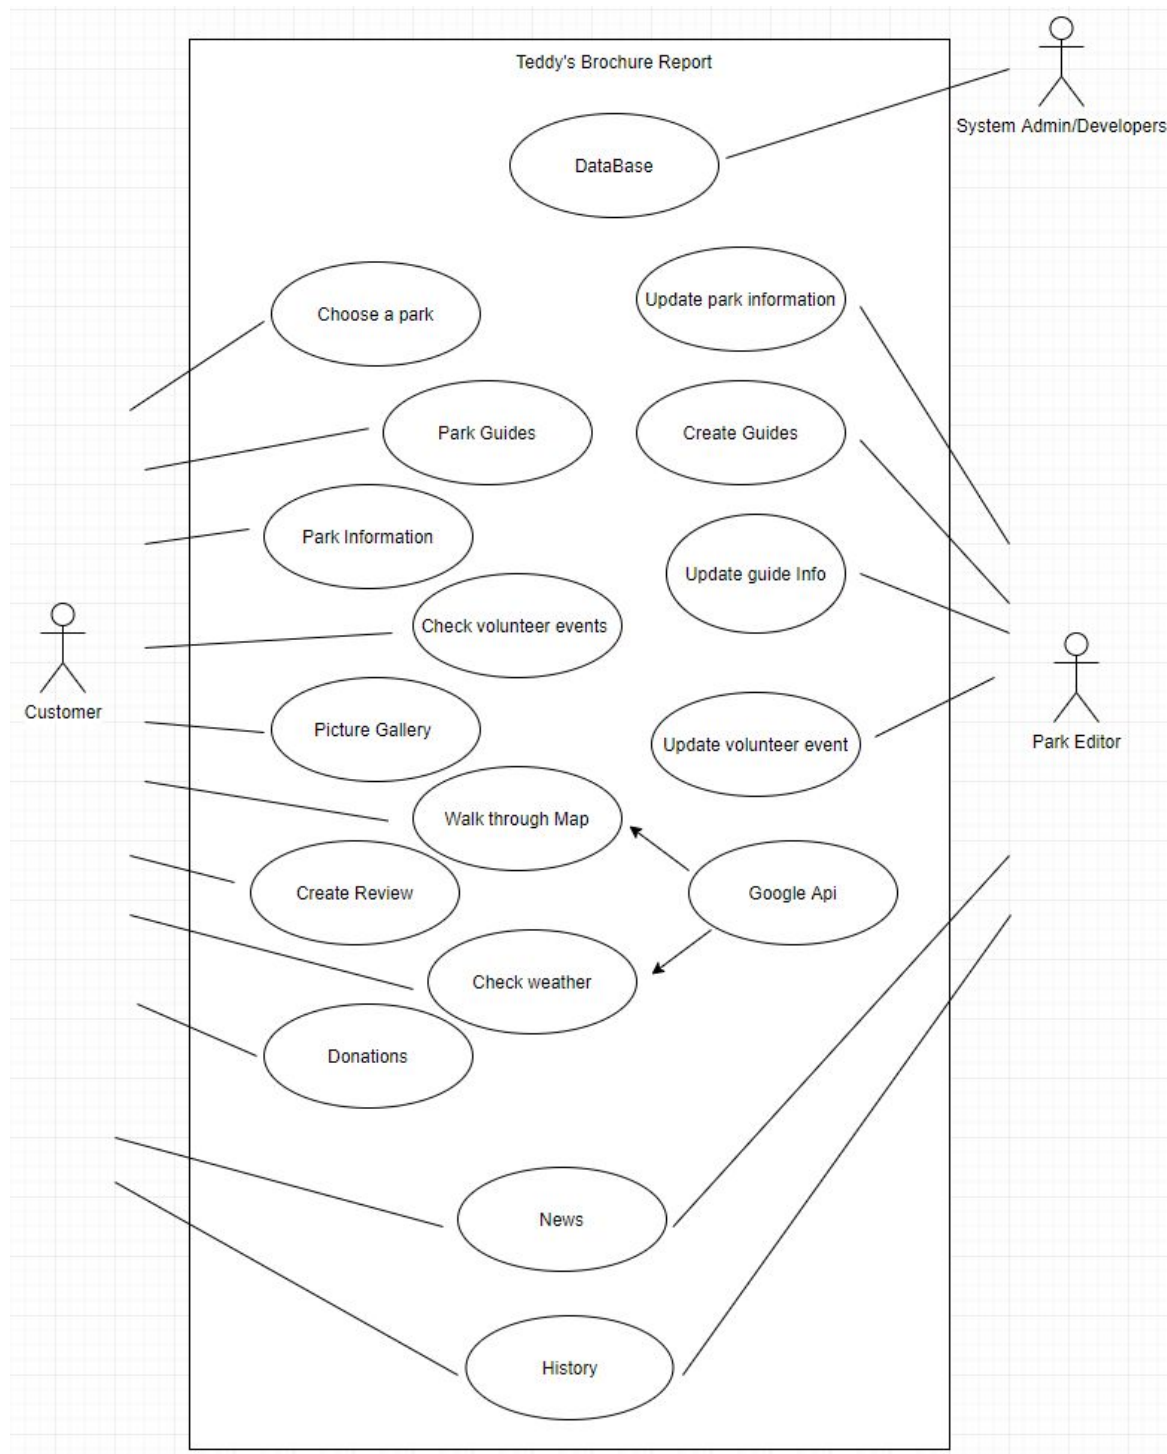 Teddy's Brochure Report
System Admin/Developers
DataBase
Update park information
Choose a park
Park Guides
Create Guides
Park Information
Update guide Info
Check volunteer events
Customer
Picture Gallery
Update volunteer event
Park Editor
Walk through Map
Create Review
Google Api
Check weather
Donations
News
History